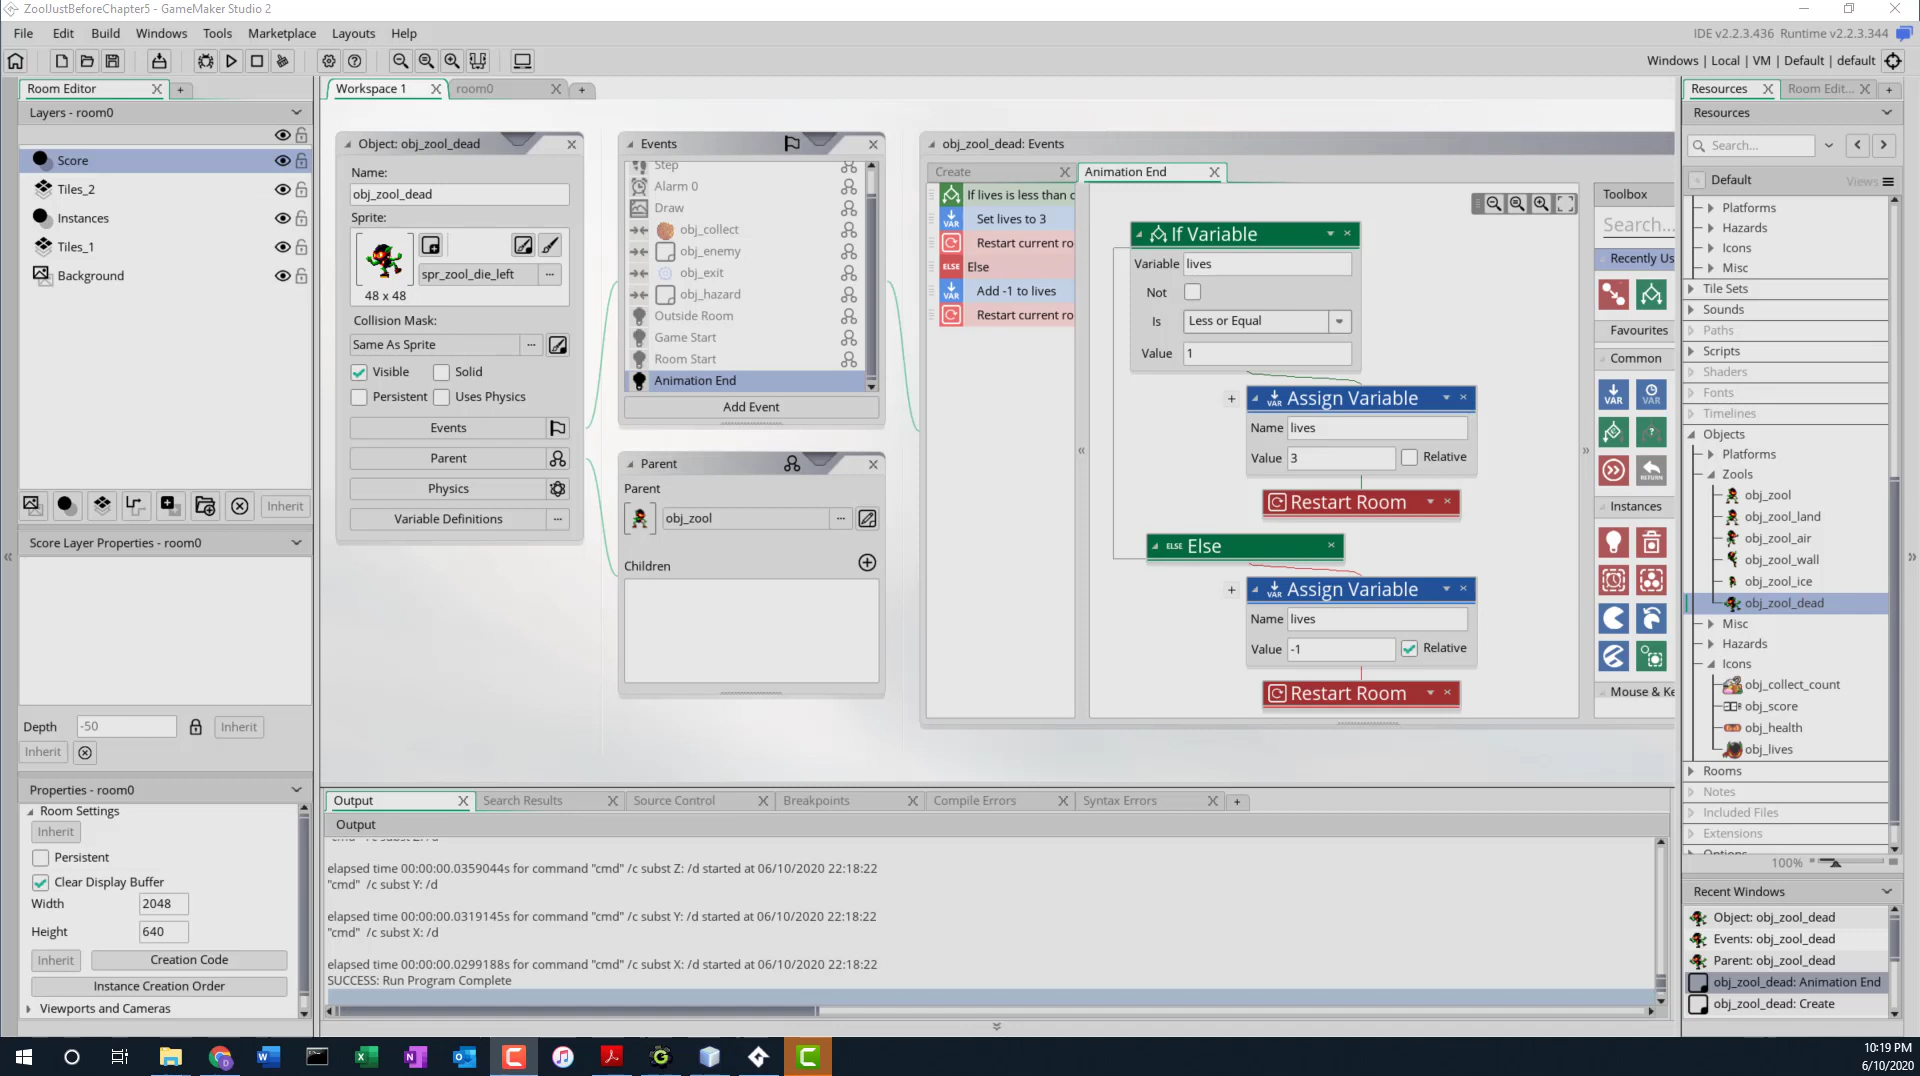 ZoolJustBeforeChapter5 - GameMaker Studio 2
File Edit Build Windows Tools Marketplace Layouts Help
IDE v2.2.3.436 Runtime v2.2.3.344
Windows | Local | VM | Default | default
Room Editor
Layers - room0
Score
Tiles_2
Instances
Tiles_1
Background
Inherit
Score Layer Properties - room0
Depth -50 Inherit
Inherit
Properties - room0
Room Settings
Inherit
Persistent
Clear Display Buffer
Width 2048
Height 640
Inherit Creation Code
Instance Creation Order
Viewports and Cameras
Workspace 1 room0
Object: obj_zool_dead
Name:
obj_zool_dead
Sprite:
spr_zool_die_left ...
48 x 48
Collision Mask:
Same As Sprite ...
Visible Solid
Persistent Uses Physics
Events
Parent
Physics
Variable Definitions ...
Events
Step
Alarm 0
Draw
obj_collect
obj_enemy
obj_exit
obj_hazard
Outside Room
Game Start
Room Start
Animation End
Add Event
Parent
Parent
obj_zool ...
Children
obj_zool_dead: Events
Create Animation End
If lives is less than
VAR Set lives to 3
Restart current ro
ELSE Else
VAR Add -1 to lives
Restart current ro
If Variable
Variable lives
Not
Is Less or Equal
Value 1
VAR Assign Variable
Name lives
Value 3 Relative
Restart Room
ELSE Else
VAR Assign Variable
Name lives
Value -1 Relative
Restart Room
Toolbox
Search...
Recently Us
Favourites
Common
VAR VAR
RETURN
Instances
Mouse & Ke
Output Search Results Source Control Breakpoints Compile Errors Syntax Errors
Output
elapsed time 00:00:00.0359044s for command "cmd" /c subst Z: /d started at 06/10/2020 22:18:22
"cmd" /c subst Y: /d
elapsed time 00:00:00.0319145s for command "cmd" /c subst Y: /d started at 06/10/2020 22:18:22
"cmd" /c subst X: /d
elapsed time 00:00:00.0299188s for command "cmd" /c subst X: /d started at 06/10/2020 22:18:22
SUCCESS: Run Program Complete
Resources Room Edit...
Resources
Search...
Default Views
Platforms
Hazards
Icons
Misc
Tile Sets
Sounds
Paths
Scripts
Shaders
Fonts
Timelines
Objects
Platforms
Zools
obj_zool
obj_zool_land
obj_zool_air
obj_zool_wall
obj_zool_ice
obj_zool_dead
Misc
Hazards
Icons
obj_collect_count
obj_score
obj_health
obj_lives
Rooms
Notes
Included Files
Extensions
Options
100%
Recent Windows
Object: obj_zool_dead
Events: obj_zool_dead
Parent: obj_zool_dead
obj_zool_dead: Animation End
obj_zool_dead: Create
10:19 PM
6/10/2020